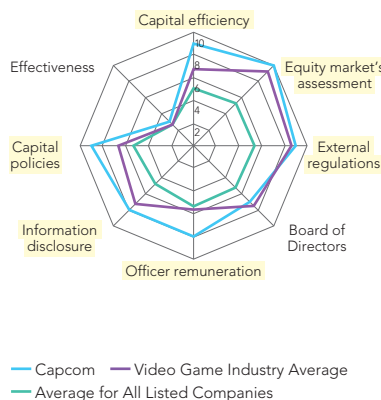 Capital efficiency
10
8
6
4
2
Effectiveness
Equity market's
assessment
Capital
policies
External
regulations
Information
disclosure
Board of
Directors
Officer remuneration
Capcom Video Game Industry Average
Average for All Listed Companies